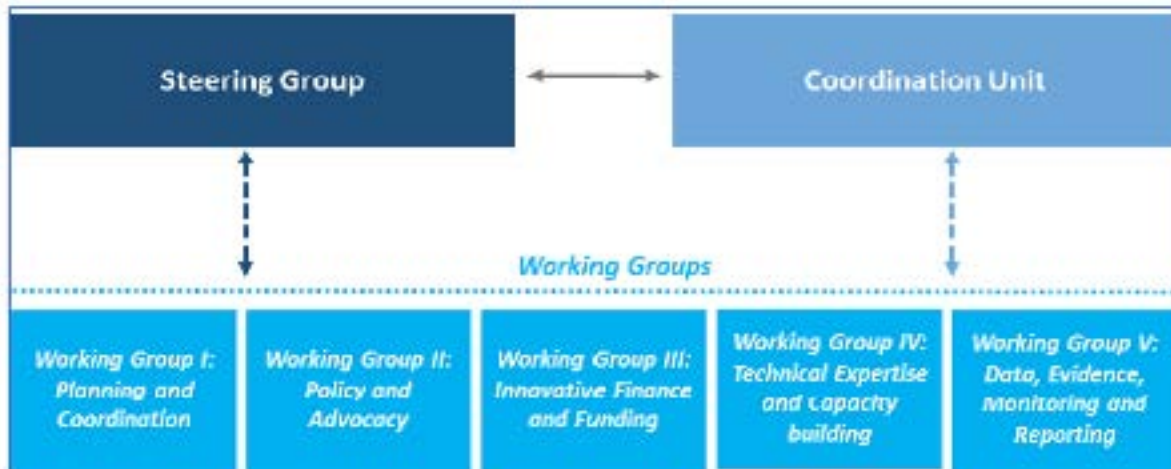 Steering Group
Coordination Unit
Working Groups
Working Group I:
Planning and
Coordination
Working Group II:
Policy and
Advocacy
Working Group III:
Innovative Finance
and Funding
Working Group IV:
Technical Expertise
and Capacity
building
Working Group V:
Data, Evidence,
Monitoring and
Reporting